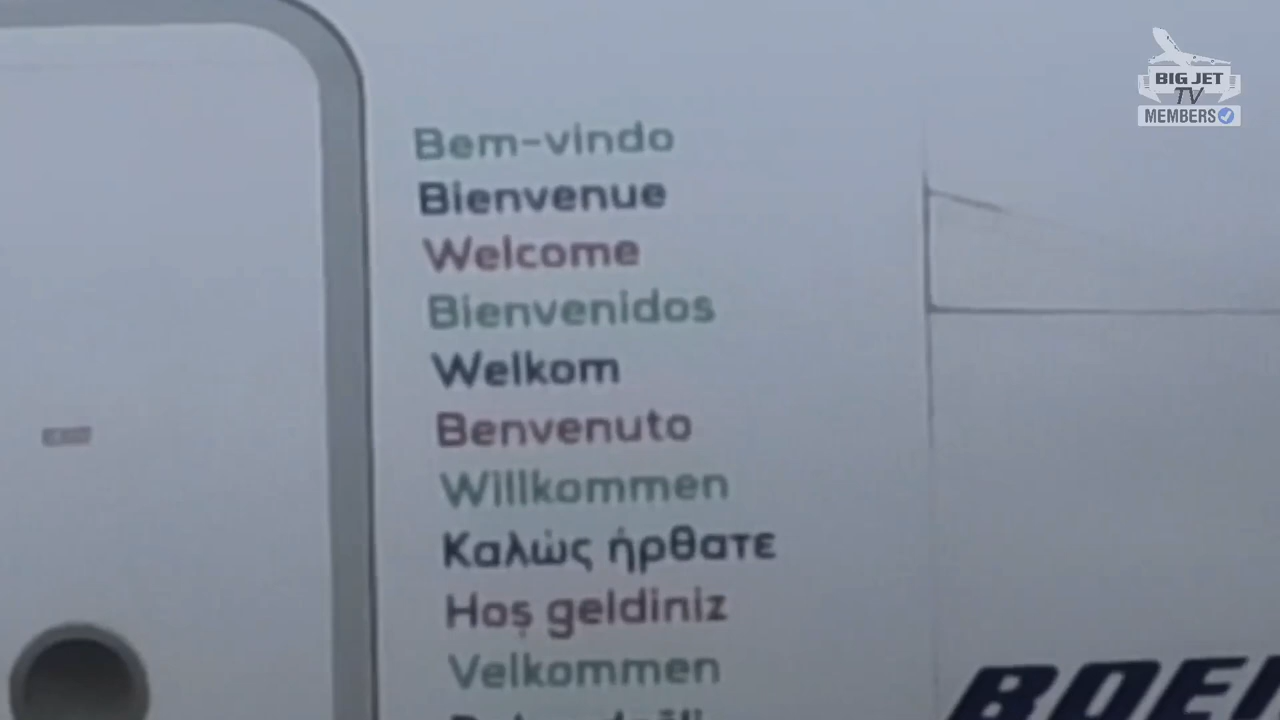 BIG JET
TV
MEMBERS
Bem-vindo
Bienvenue
Welcome
Bienvenidos
Welkom
Benvenuto
Willkommen
Καλώς ήρθατε
Hoş geldiniz
Velkommen